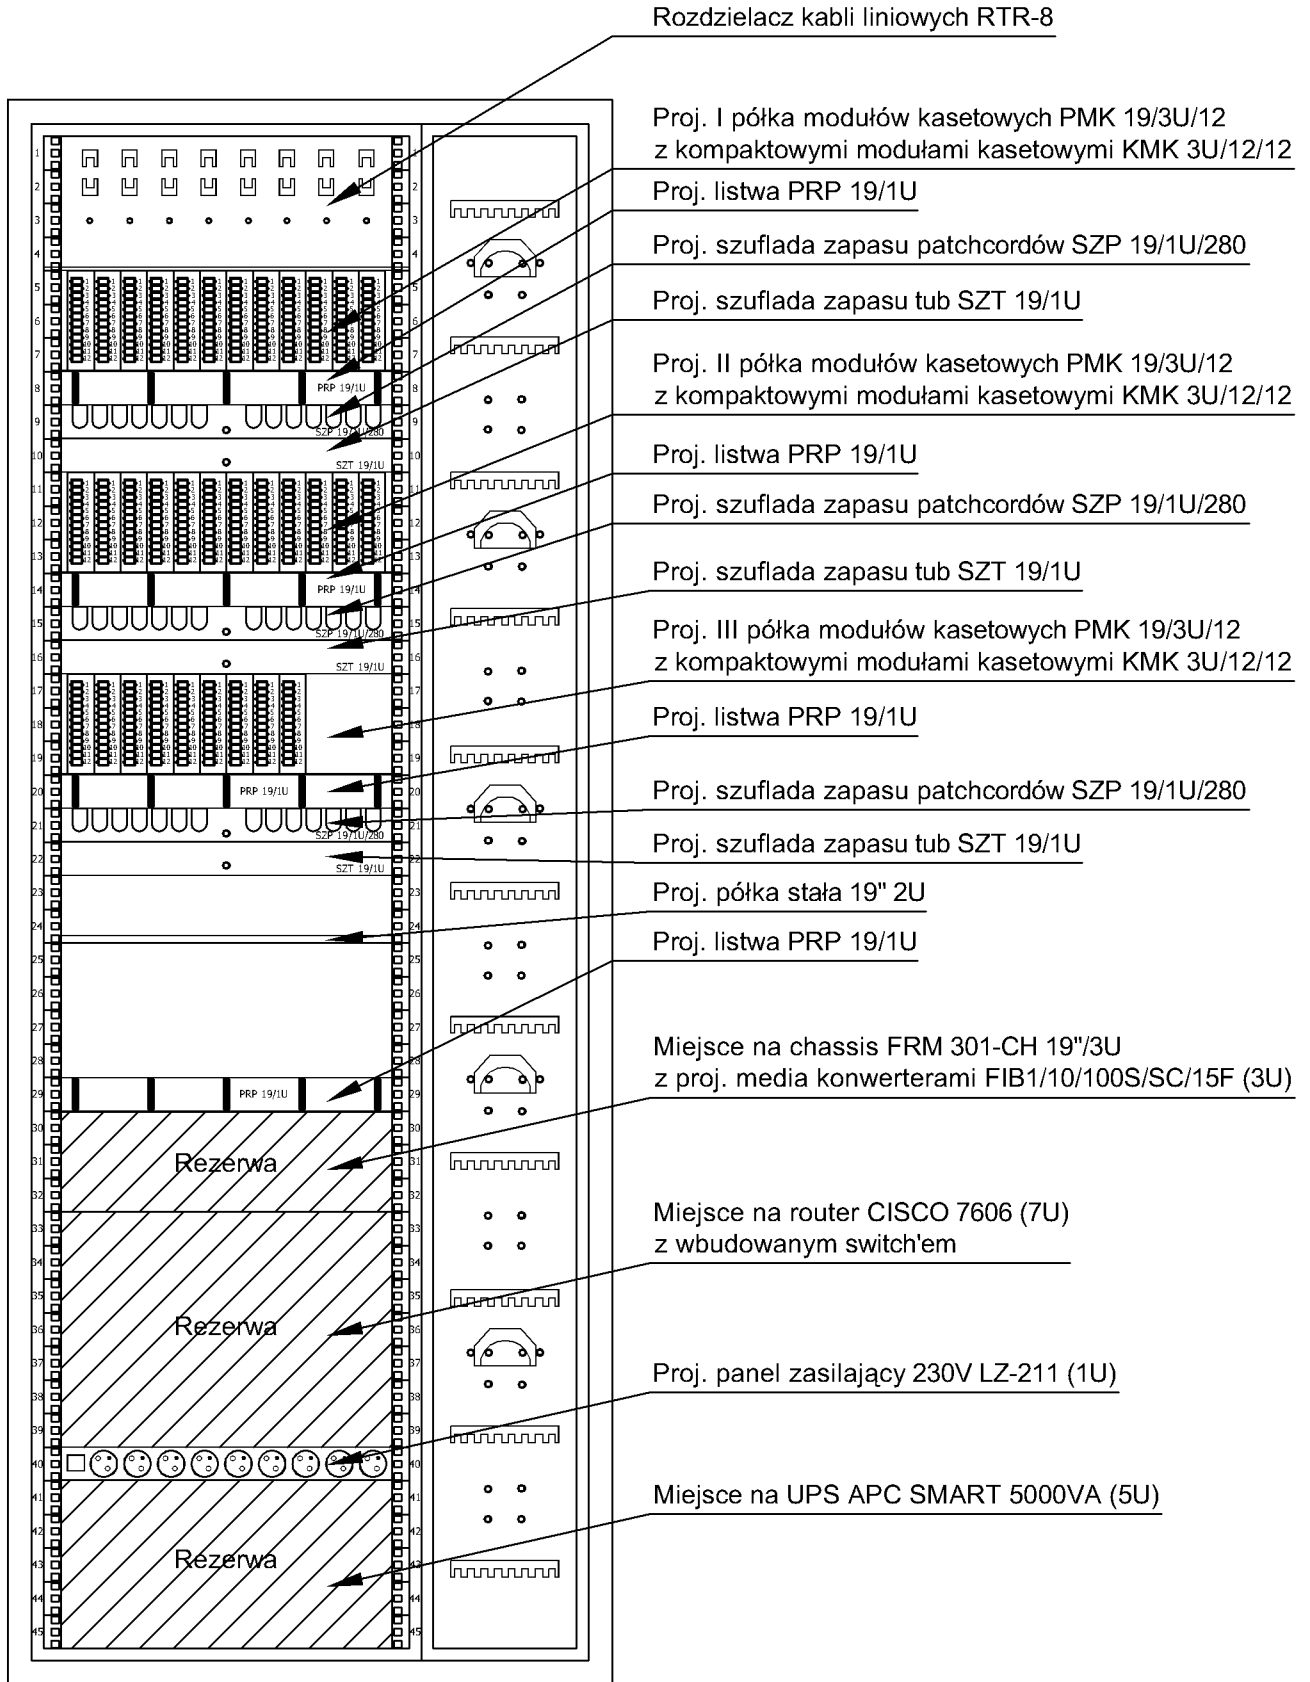 Rozdzielacz kabli liniowych RTR-8
Proj. I półka modułów kasetowych PMK 19/3U/12
z kompaktowymi modułami kasetowymi KMK 3U/12/12
Proj. listwa PRP 19/1U
Proj. szuflada zapasu patchcordów SZP 19/1U/280
Proj. szuflada zapasu tub SZT 19/1U
Proj. II półka modułów kasetowych PMK 19/3U/12
z kompaktowymi modułami kasetowymi KMK 3U/12/12
Proj. listwa PRP 19/1U
Proj. szuflada zapasu patchcordów SZP 19/1U/280
Proj. szuflada zapasu tub SZT 19/1U
Proj. III półka modułów kasetowych PMK 19/3U/12
z kompaktowymi modułami kasetowymi KMK 3U/12/12
Proj. listwa PRP 19/1U
Proj. szuflada zapasu patchcordów SZP 19/1U/280
Proj. szuflada zapasu tub SZT 19/1U
Proj. półka stała 19" 2U
Proj. listwa PRP 19/1U
Miejsce na chassis FRM 301-CH 19"/3U
z proj. media konwerterami FIB1/10/100S/SC/15F (3U)
Miejsce na router CISCO 7606 (7U)
z wbudowanym switch'em
Proj. panel zasilający 230V LZ-211 (1U)
Miejsce na UPS APC SMART 5000VA (5U)
PRP 19/1U
SZP 19/1U/280
SZT 19/1U
PRP 19/1U
SZP 19/1U/280
SZT 19/1U
PRP 19/1U
SZP 19/1U/280
SZT 19/1U
PRP 19/1U
Rezerwa
Rezerwa
Rezerwa